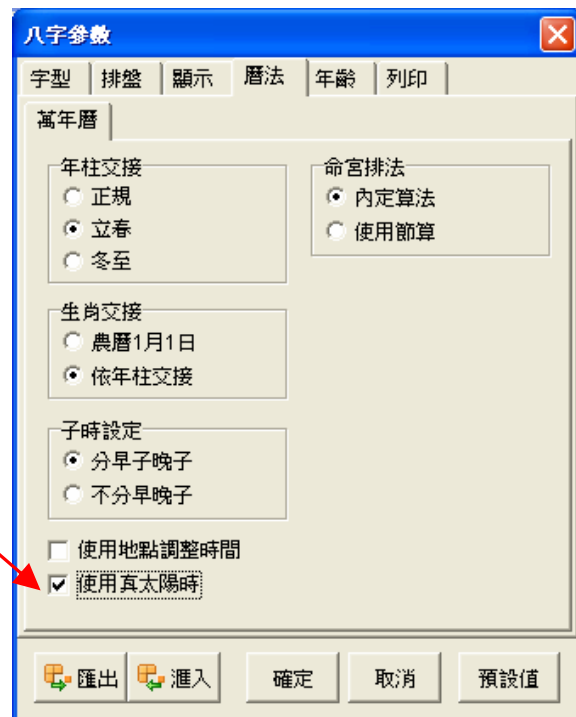 八字參數
字型 排盤 顯示 曆法 年齡 列印
萬年曆
年柱交接
正規
立春
冬至
命宮排法
內定算法
使用節算
生肖交接
農曆1月1日
依年柱交接
子時設定
分早子晚子
不分早晚子
使用地點調整時間
使用真太陽時
匯出 滙入 確定 取消 預設值